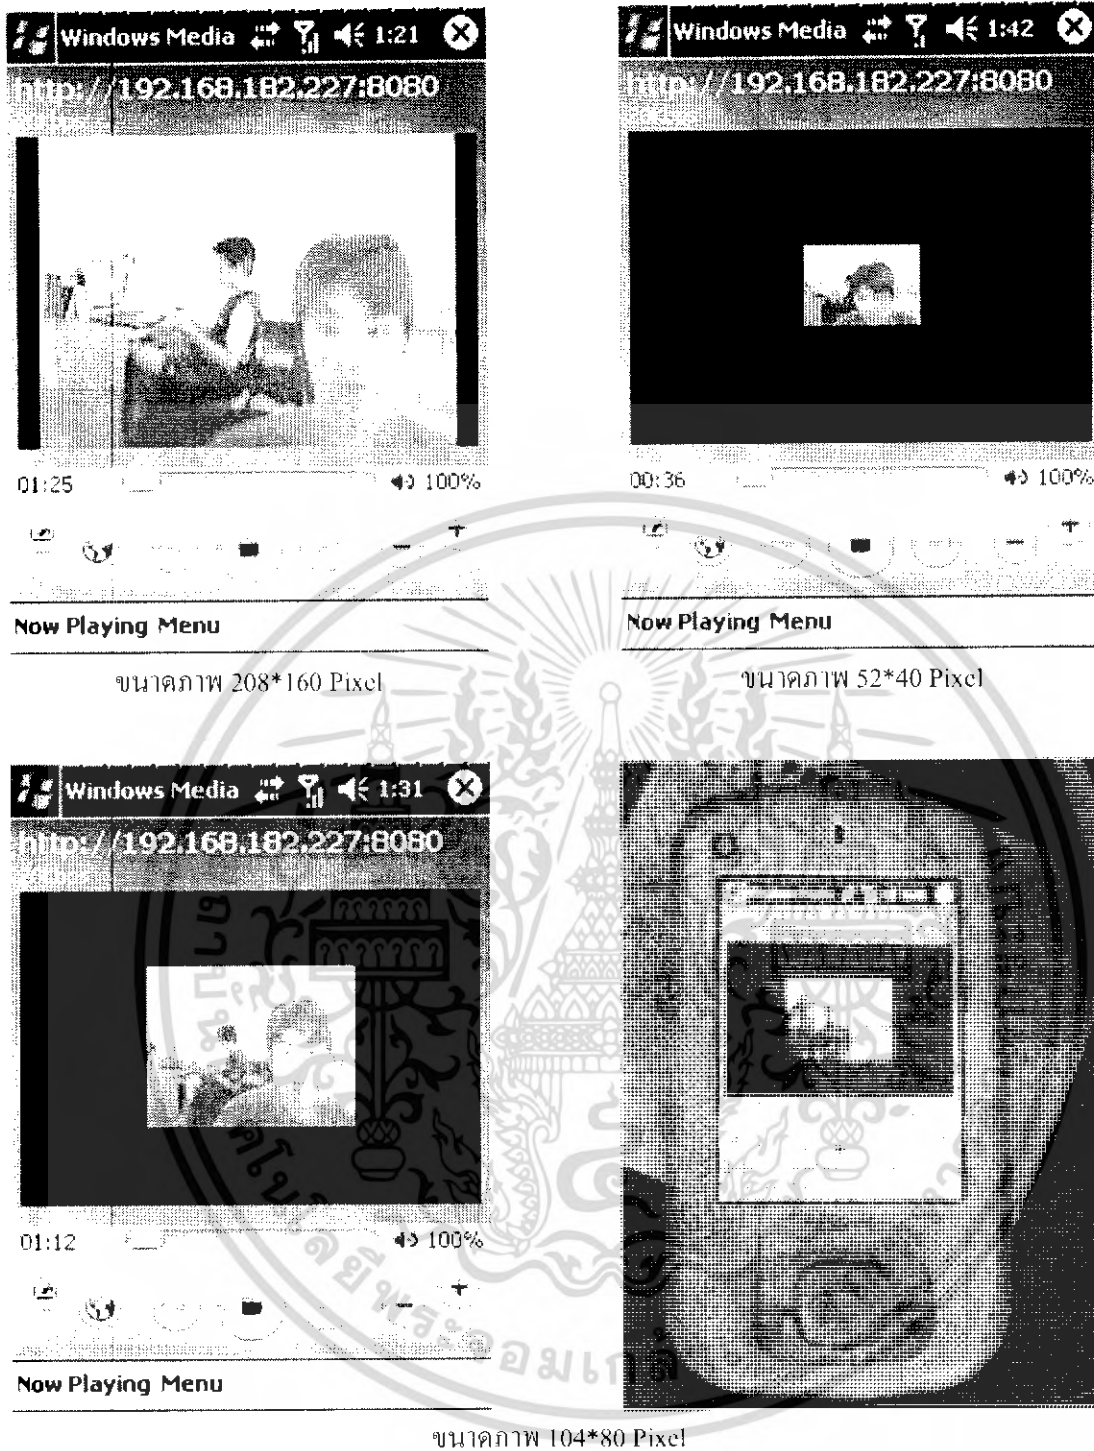 Windows Media 1:21
http://192.168.182.227:8080
01:25 100%
Now Playing Menu
ขนาดภาพ 208*160 Pixel
Windows Media 1:42
http://192.168.182.227:8080
00:36 100%
Now Playing Menu
ขนาดภาพ 52*40 Pixel
Windows Media 1:31
http://192.168.182.227:8080
01:12 100%
Now Playing Menu
ขนาดภาพ 104*80 Pixel